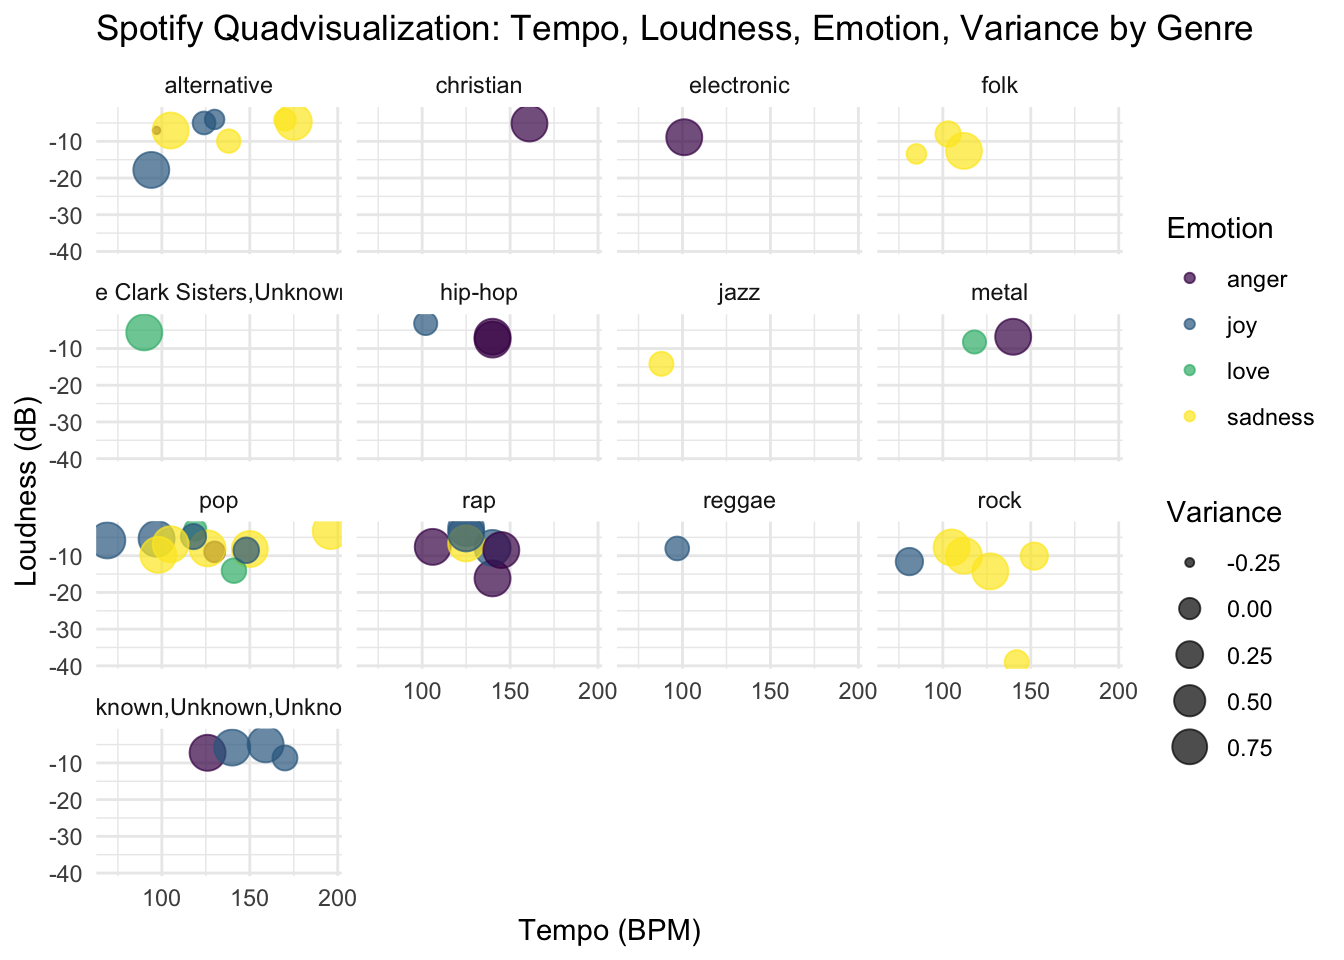 Spotify Quadvisualization: Tempo, Loudness, Emotion, Variance by Genre
alternative
christian
electronic
folk
-10
-20
-30
-40
e Clark Sisters,Unknown
hip-hop
jazz
metal
-10
-20
-30
-40
pop
rap
reggae
rock
-10
-20
-30
-40
100 150 200
100 150 200
100 150 200
known,Unknown,Unkno
-10
-20
-30
-40
100 150 200
Tempo (BPM)
Loudness (dB)
Emotion
anger
joy
love
sadness
Variance
-0.25
0.00
0.25
0.50
0.75